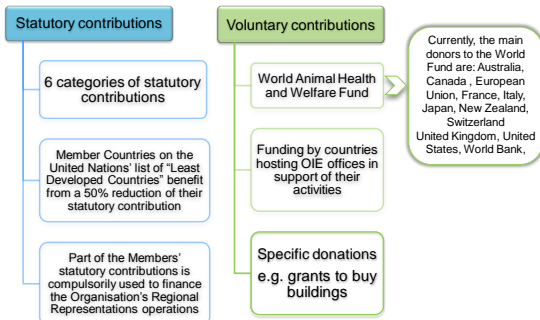 Statutory contributions
6 categories of statutory
contributions
Member Countries on the
United Nations' list of "Least
Developed Countries" benefit
from a 50% reduction of their
statutory contribution
Part of the Members'
statutory contributions is
compulsorily used to finance
the Organisation's Regional
Representations operations
Voluntary contributions
World Animal Health
and Welfare Fund
Currently, the main
donors to the World
Fund are: Australia,
Canada , European
Union, France, Italy,
Japan, New Zealand,
Switzerland
United Kingdom, United
States, World Bank,
Funding by countries
hosting OIE offices in
support of their
activities
Specific donations
e.g. grants to buy
buildings